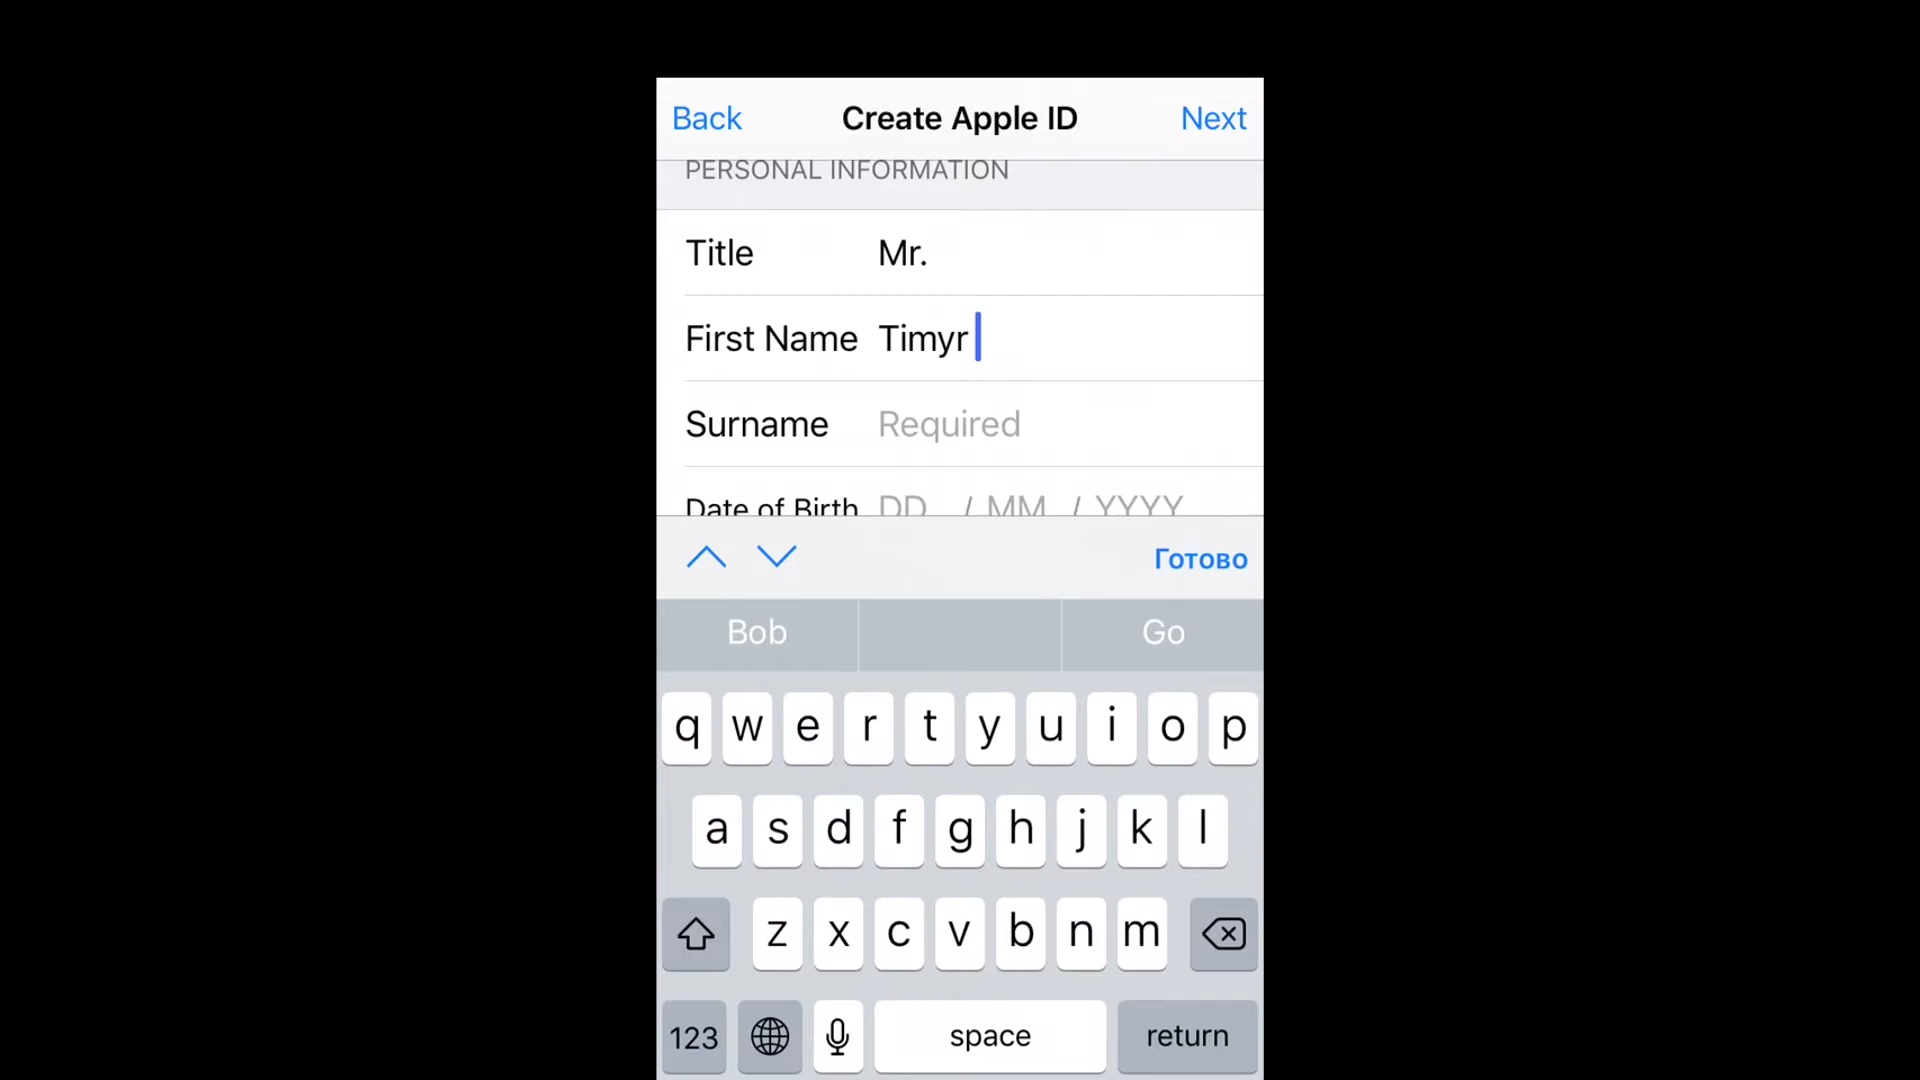 Back Create Apple ID Next
PERSONAL INFORMATION
Title Mr.
First Name Timyr
Surname Required
Date of Birth DD / MM / YYYY
Готово
Bob Go
q w e r t y u i o p
a s d f g h j k l
z x c v b n m
123 space return